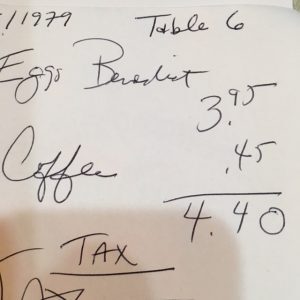 /1979 Table 6
Eggs Benedict
3.95
Coffee .45
4.40
TAX